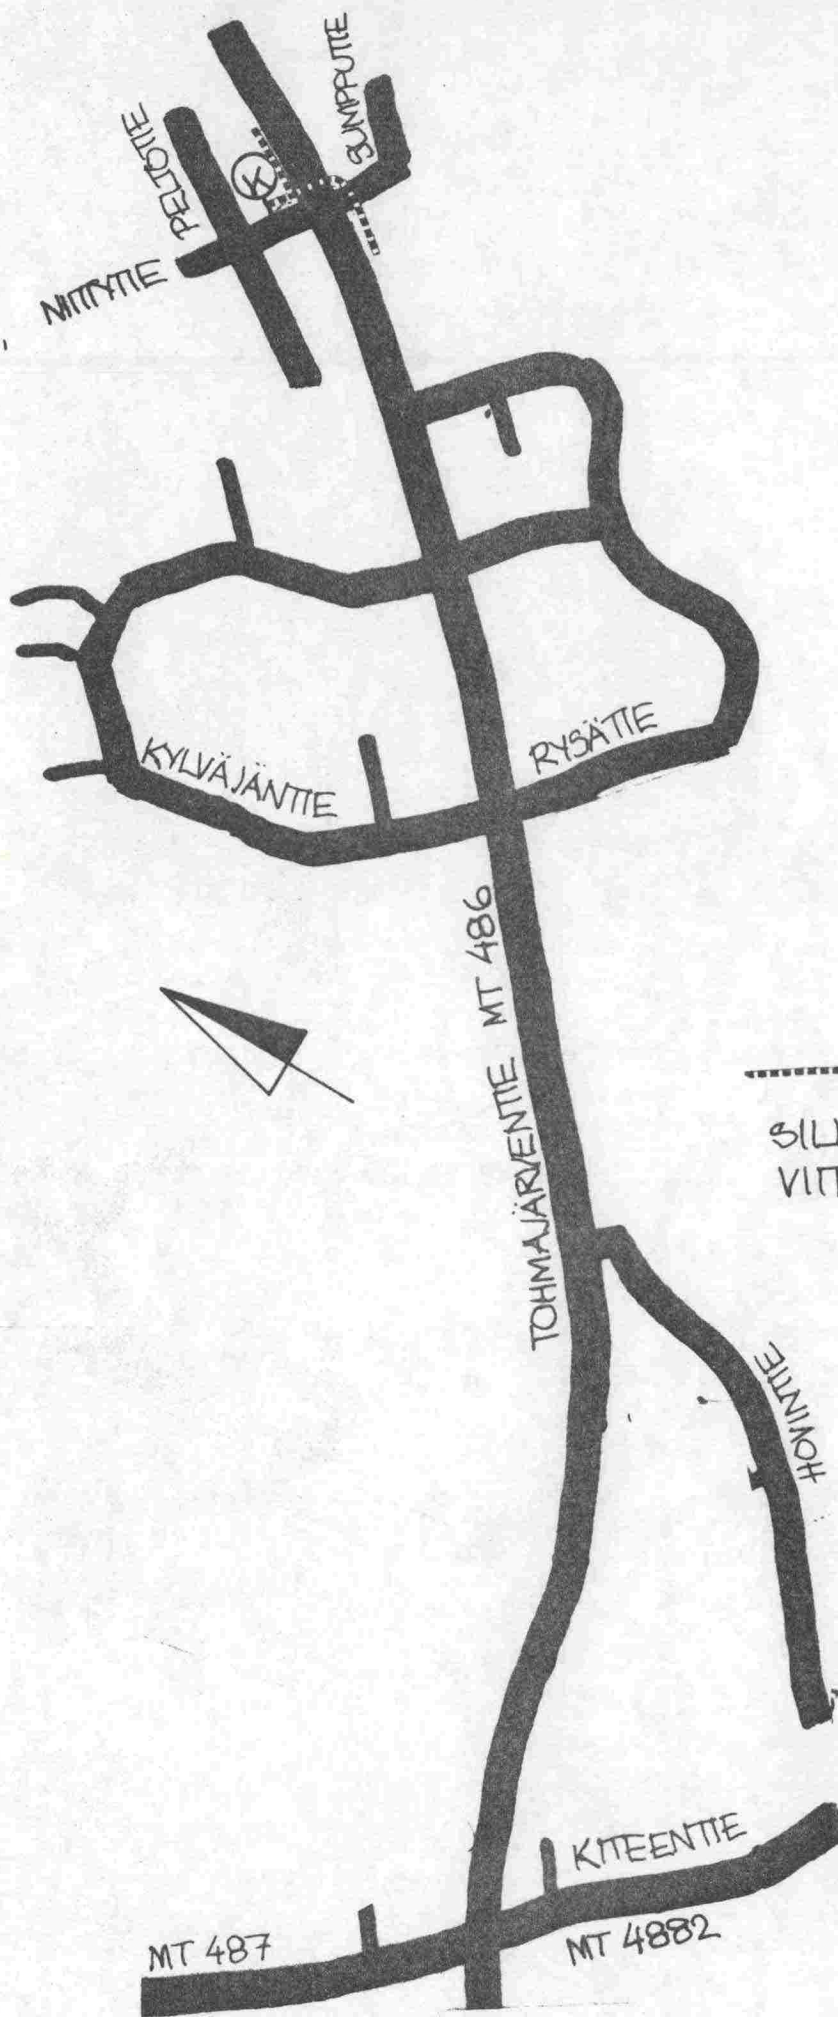 SUMPPUTIE
PELTOTIE
K
NIITTYTIE
RYSÄTIE
KYLVÄJÄNTIE
TOHMAJÄRVENTIE MT 486
HOVINTIE
KITEENTIE
MT 487
MT 4882